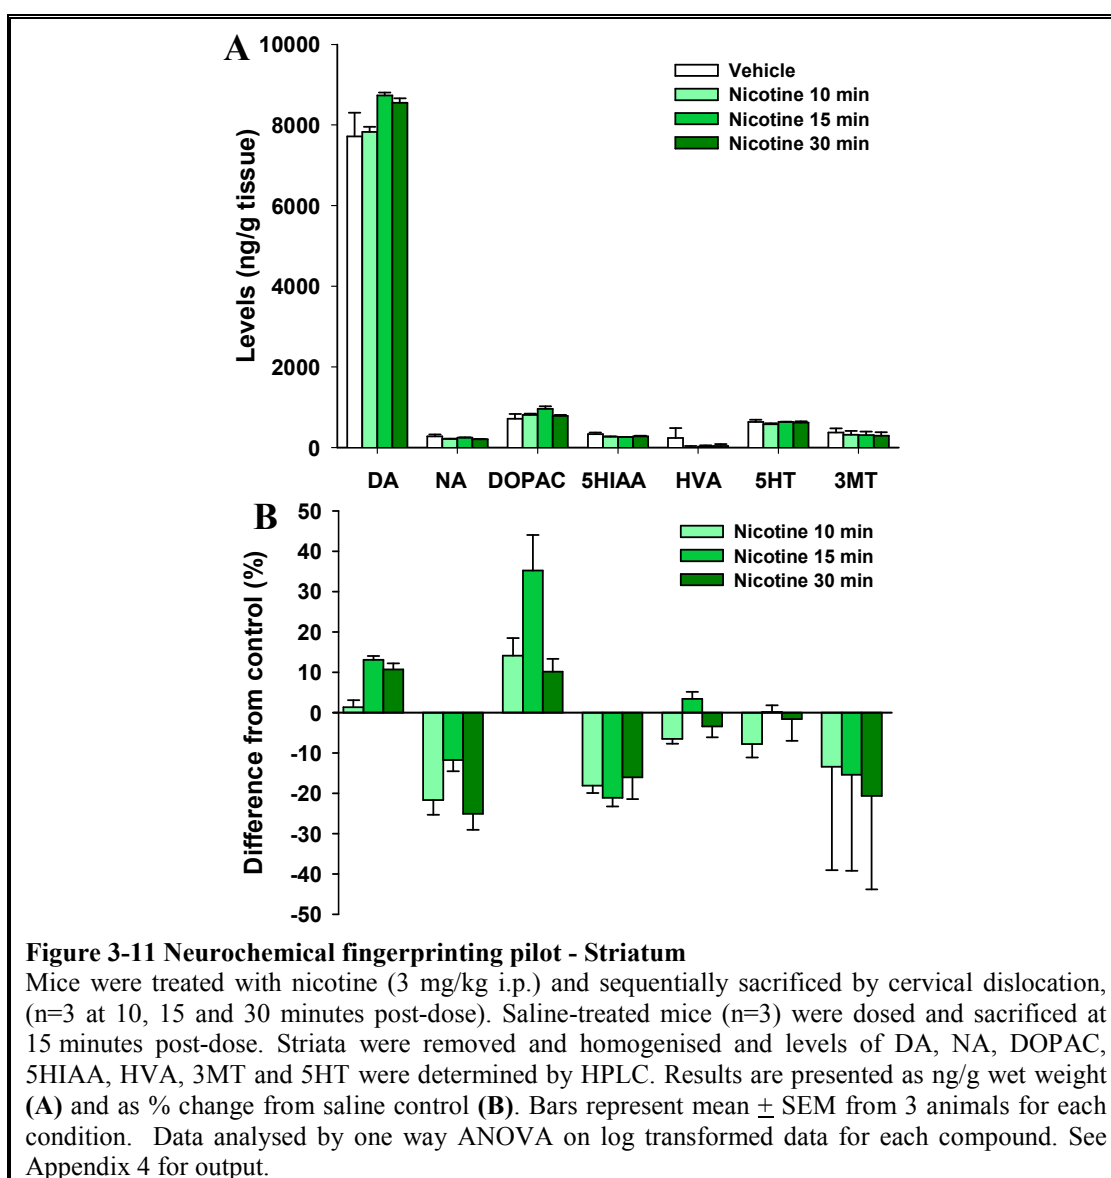 A
10000
8000
6000
4000
2000
0
Levels (ng/g tissue)
Vehicle
Nicotine 10 min
Nicotine 15 min
Nicotine 30 min
DA NA DOPAC 5HIAA HVA 5HT 3MT
B
50
40
30
20
10
0
-10
-20
-30
-40
-50
Difference from control (%)
Nicotine 10 min
Nicotine 15 min
Nicotine 30 min
Figure 3-11 Neurochemical fingerprinting pilot - Striatum
Mice were treated with nicotine (3 mg/kg i.p.) and sequentially sacrificed by cervical dislocation,
(n=3 at 10, 15 and 30 minutes post-dose). Saline-treated mice (n=3) were dosed and sacrificed at
15 minutes post-dose. Striata were removed and homogenised and levels of DA, NA, DOPAC,
5HIAA, HVA, 3MT and 5HT were determined by HPLC. Results are presented as ng/g wet weight
(A) and as % change from saline control (B). Bars represent mean ± SEM from 3 animals for each
condition. Data analysed by one way ANOVA on log transformed data for each compound. See
Appendix 4 for output.